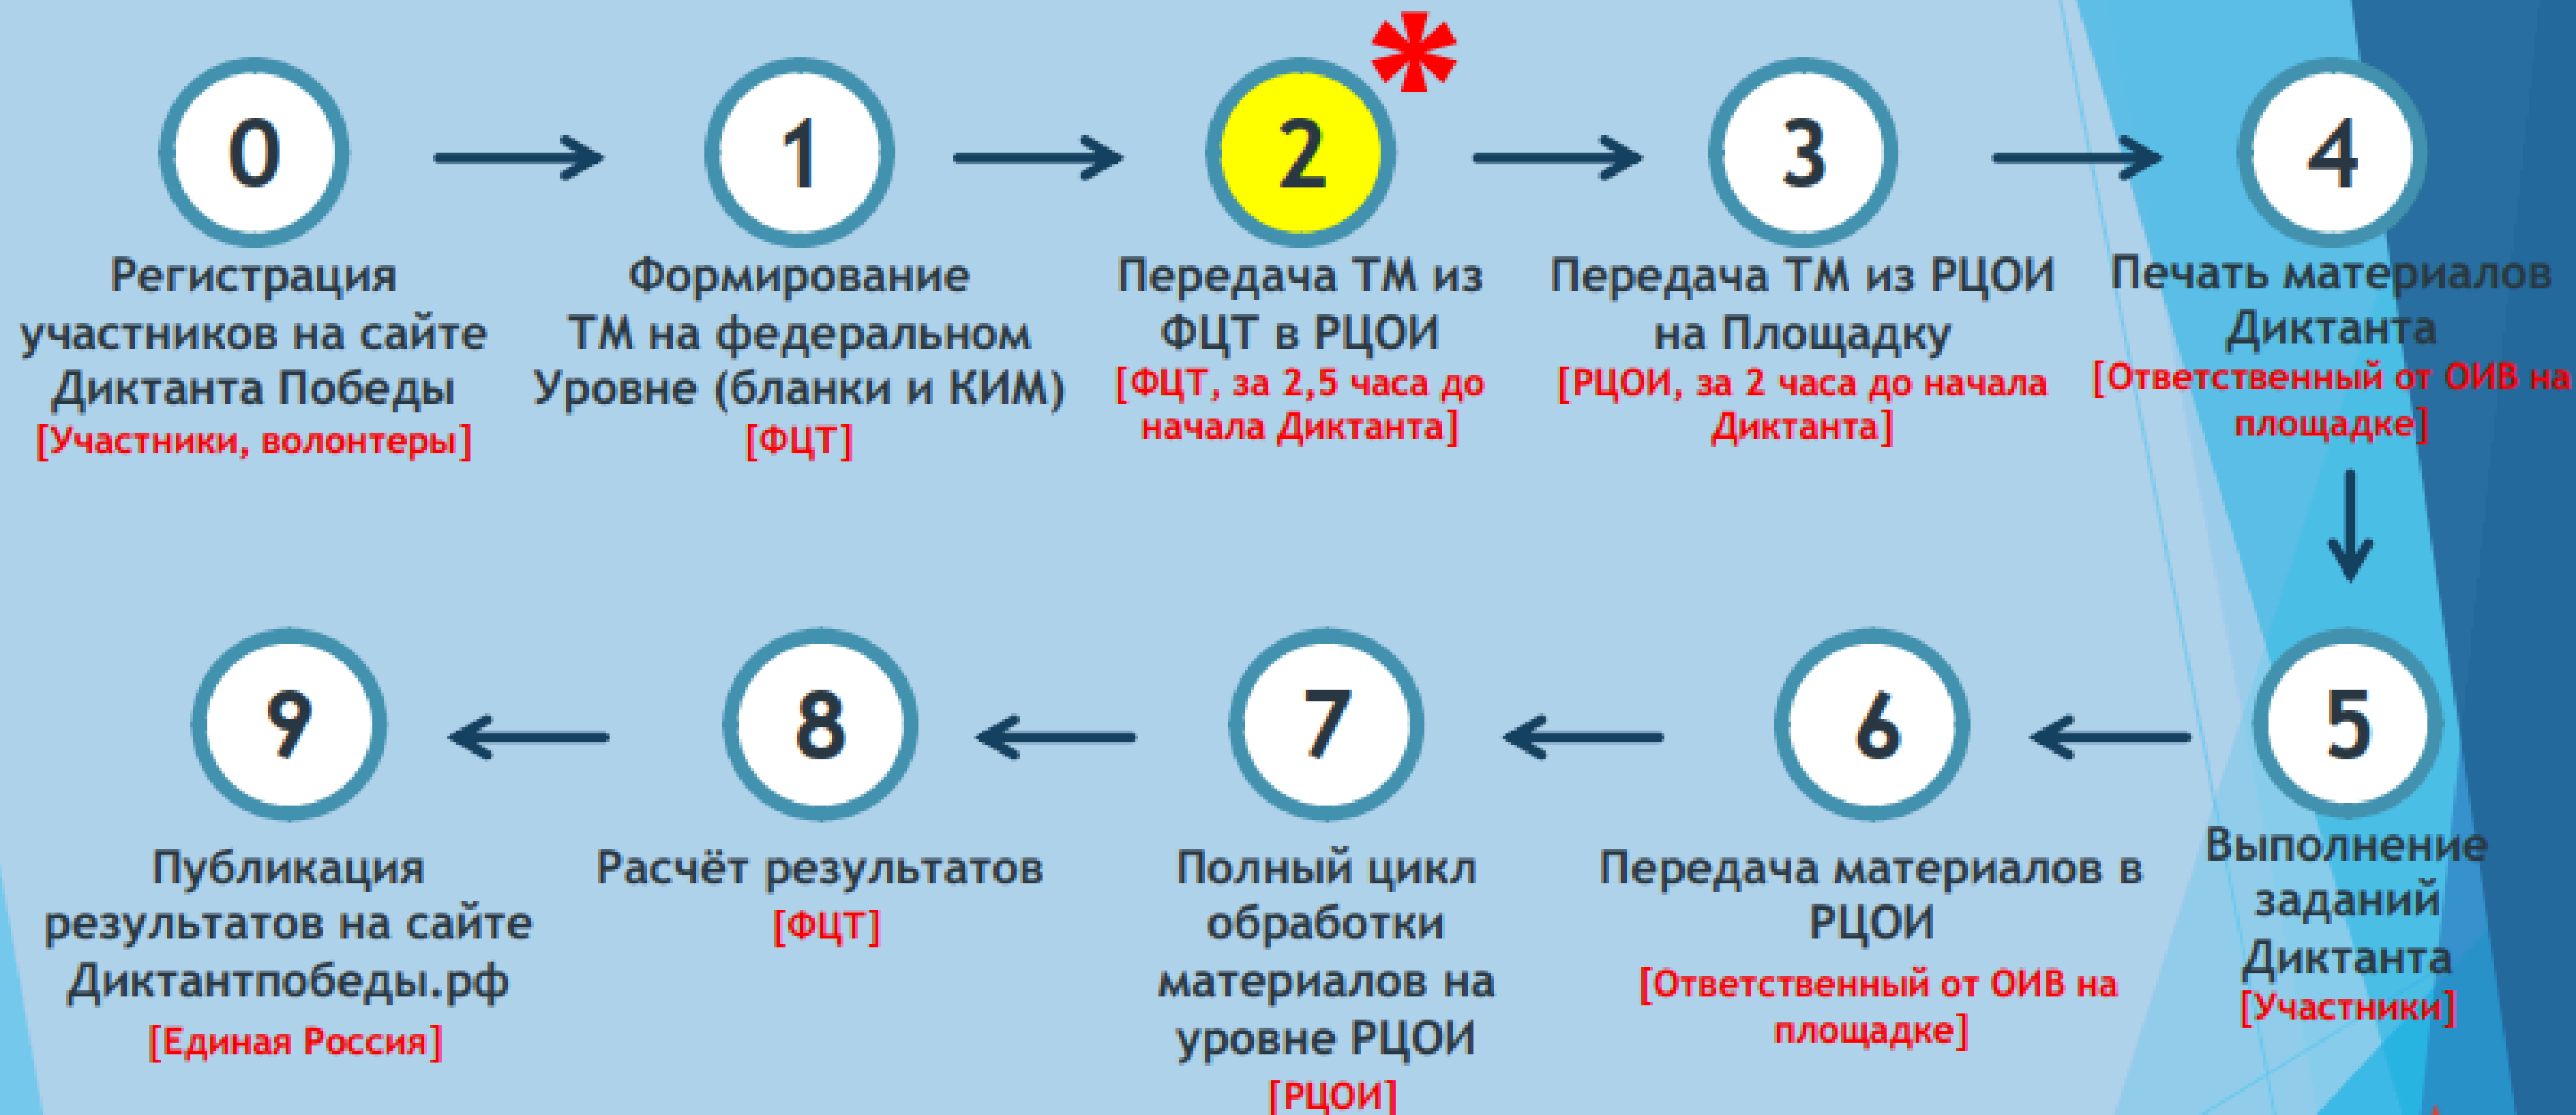 0
Регистрация
участников на сайте
Диктанта Победы
[Участники, волонтеры]
1
Формирование
ТМ на федеральном
Уровне (бланки и КИМ)
[ФЦТ]
2
*
Передача ТМ из
ФЦТ в РЦОИ
[ФЦТ, за 2,5 часа до
начала Диктанта]
3
Передача ТМ из РЦОИ
на Площадку
[РЦОИ, за 2 часа до начала
Диктанта]
4
Печать материалов
Диктанта
[Ответственный от ОИВ на
площадке]
5
Выполнение
заданий
Диктанта
[Участники]
6
Передача материалов в
РЦОИ
[Ответственный от ОИВ на
площадке]
7
Полный цикл
обработки
материалов на
уровне РЦОИ
[РЦОИ]
8
Расчёт результатов
[ФЦТ]
9
Публикация
результатов на сайте
Диктантпобеды.рф
[Единая Россия]